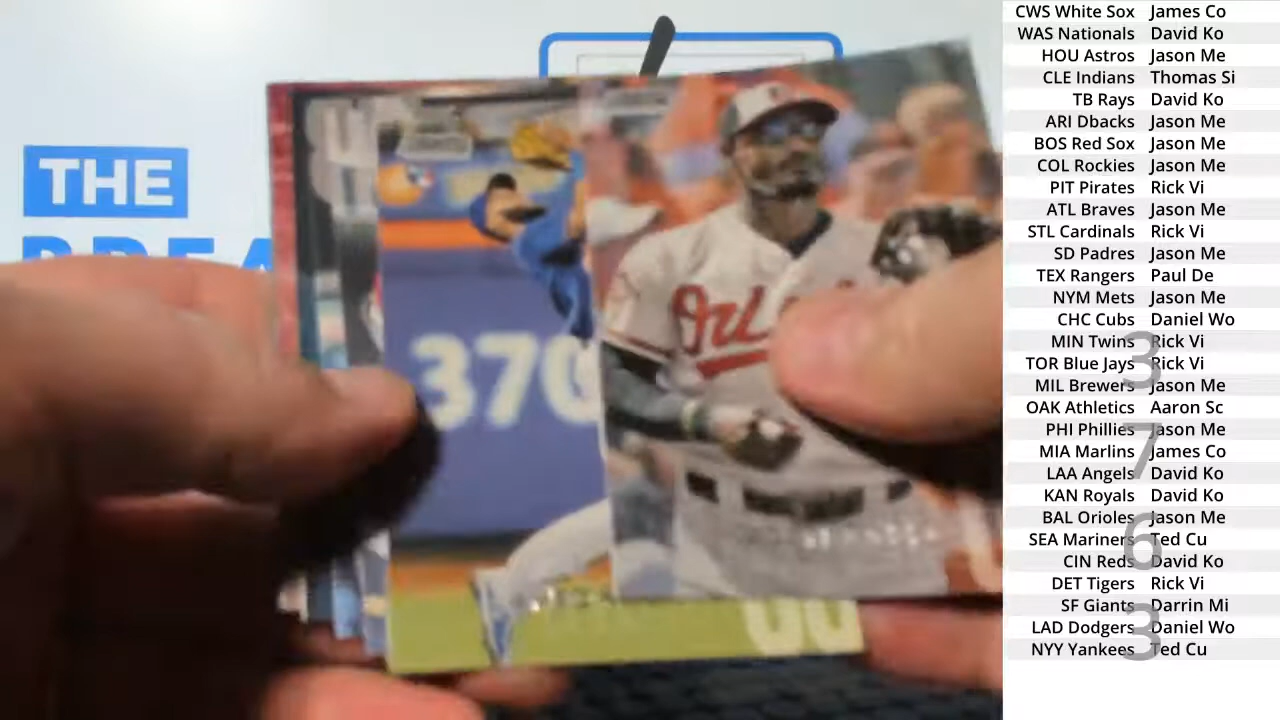 THE
370
CWS White Sox James Co
WAS Nationals David Ko
HOU Astros Jason Me
CLE Indians Thomas Si
TB Rays David Ko
ARI Dbacks Jason Me
BOS Red Sox Jason Me
COL Rockies Jason Me
PIT Pirates Rick Vi
ATL Braves Jason Me
STL Cardinals Rick Vi
SD Padres Jason Me
TEX Rangers Paul De
NYM Mets Jason Me
CHC Cubs Daniel Wo
MIN Twins Rick Vi
TOR Blue Jays Rick Vi
MIL Brewers Jason Me
OAK Athletics Aaron Sc
PHI Phillies Jason Me
MIA Marlins James Co
LAA Angels David Ko
KAN Royals David Ko
BAL Orioles Jason Me
SEA Mariners Ted Cu
CIN Reds David Ko
DET Tigers Rick Vi
SF Giants Darrin Mi
LAD Dodgers Daniel Wo
NYY Yankees Ted Cu
3
7
6
3